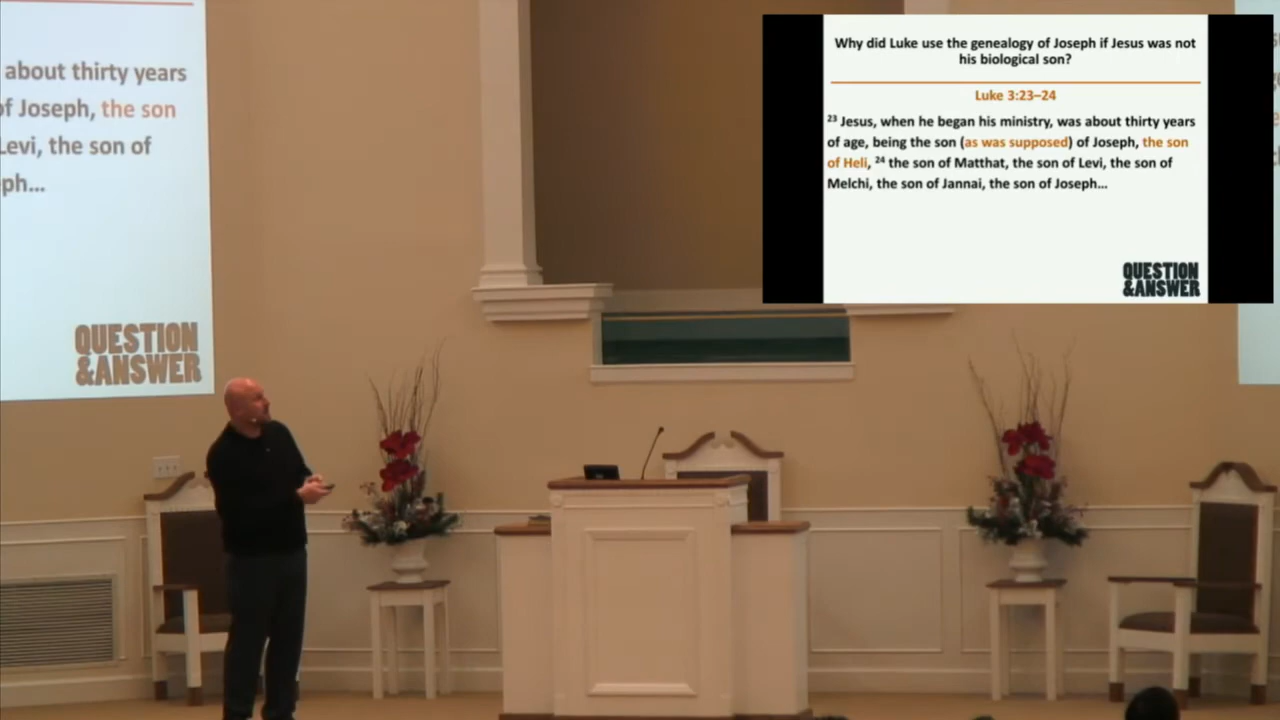 about thirty years
of Joseph, the son
Levi, the son of
ph...
QUESTION
&ANSWER
Why did Luke use the genealogy of Joseph if Jesus was not
his biological son?
Luke 3:23–24
23 Jesus, when he began his ministry, was about thirty years
of age, being the son (as was supposed) of Joseph, the son
of Heli, 24 the son of Matthat, the son of Levi, the son of
Melchi, the son of Jannai, the son of Joseph...
QUESTION
&ANSWER